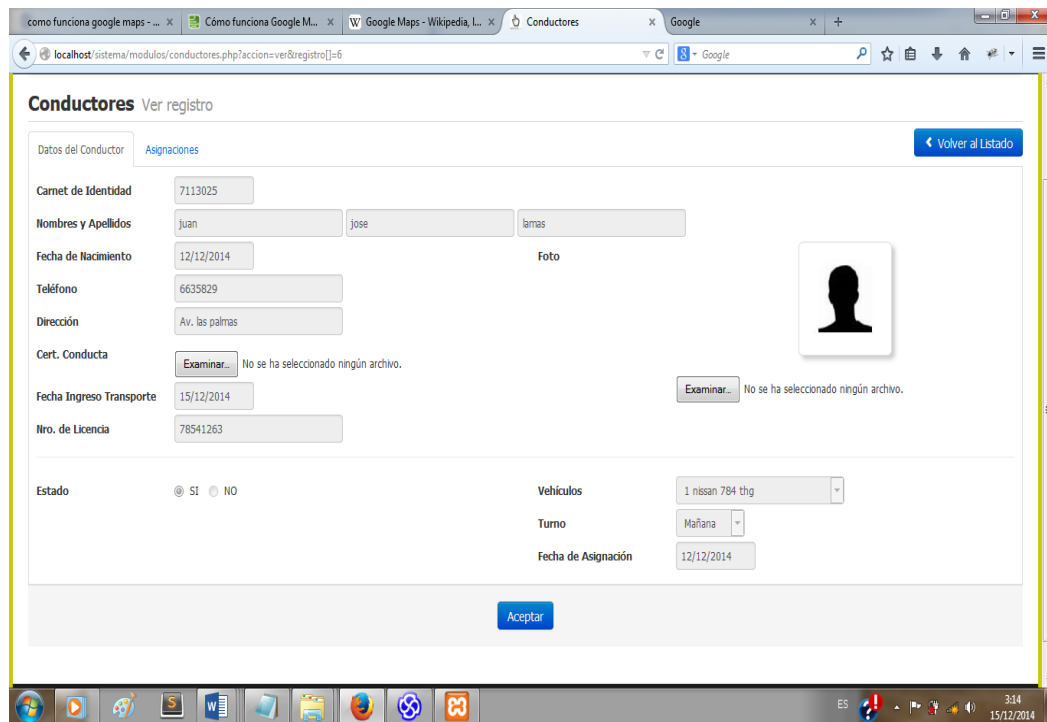 como funciona google maps - ... × Cómo funciona Google M... × W Google Maps - Wikipedia, l... × Conductores × Google × +
localhost/sistema/modulos/conductores.php?accion=ver&registro[]=6 8 - Google
Conductores Ver registro
Datos del Conductor Asignaciones Volver al Listado
Carnet de Identidad 7113025
Nombres y Apellidos juan jose lamas
Fecha de Nacimiento 12/12/2014 Foto
Teléfono 6635829
Dirección Av. las palmas
Cert. Conducta Examinar... No se ha seleccionado ningún archivo.
Examinar... No se ha seleccionado ningún archivo.
Fecha Ingreso Transporte 15/12/2014
Nro. de Licencia 78541263
Estado SI NO Vehículos 1 nissan 784 thg
Turno Mañana
Fecha de Asignación 12/12/2014
Aceptar
S W ES 3:14
15/12/2014